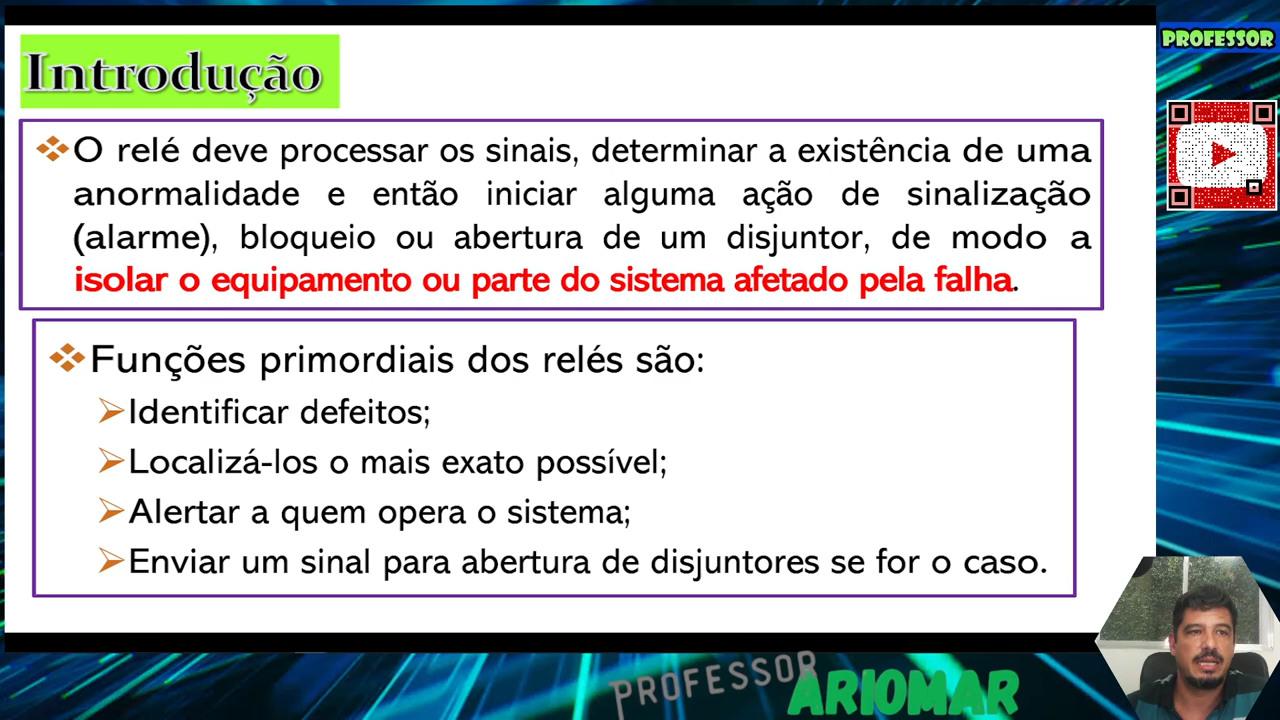 PROFESSOR
Introdução
O relé deve processar os sinais, determinar a existência de uma
anormalidade e então iniciar alguma ação de sinalização
(alarme), bloqueio ou abertura de um disjuntor, de modo a
isolar o equipamento ou parte do sistema afetado pela falha.
Funções primordiais dos relés são:
Identificar defeitos;
Localizá-los o mais exato possível;
Alertar a quem opera o sistema;
Enviar um sinal para abertura de disjuntores se for o caso.
PROFESSOR
ARIOMAR